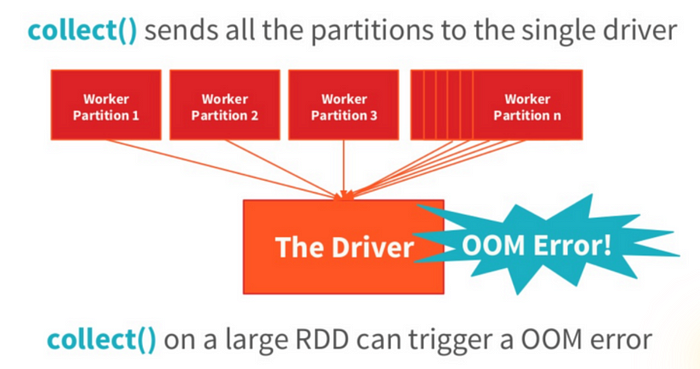 collect() sends all the partitions to the single driver
Worker
Partition 1
Worker
Partition 2
Worker
Partition 3
Worker
Partition n
The Driver
OOM Error!
collect() on a large RDD can trigger a OOM error